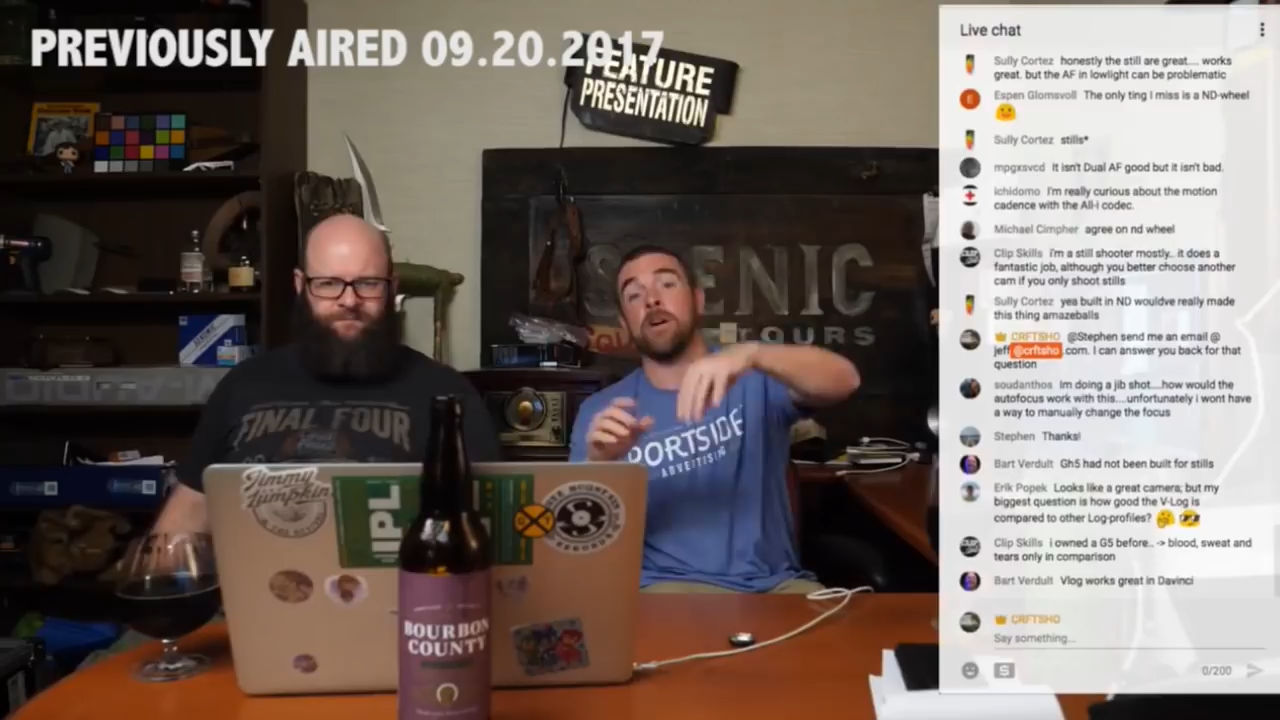 PREVIOUSLY AIRED 09.20.2017
FEATURE
PRESENTATION
SCENIC
TOURS
FINAL FOUR
PORTSIDE
ADVERTISING
Jimmy
Lumpkin
IPL
BOURBON
COUNTY
Live chat
Sully Cortez honestly the still are great.... works
great. but the AF in lowlight can be problematic
E
Espen Glomsvoll The only ting I miss is a ND-wheel
Sully Cortez stills*
mpgxsvcd It isn't Dual AF good but it isn't bad.
ichidomo I'm really curious about the motion
cadence with the All-i codec.
Michael Cimpher agree on nd wheel
Clip Skills i'm a still shooter mostly.. it does a
fantastic job, although you better choose another
cam if you only shoot stills
Sully Cortez yea built in ND wouldve really made
this thing amazeballs
CRFTSHO @Stephen send me an email @
jeff@crftsho.com. I can answer you back for that
question
soudanthos Im doing a jib shot....how would the
autofocus work with this....unfortunately i wont have
a way to manually change the focus
Stephen Thanks!
Bart Verdult Gh5 had not been built for stills
Erik Popek Looks like a great camera; but my
biggest question is how good the V-Log is
compared to other Log-profiles?
Clip Skills i owned a G5 before.. -> blood, sweat and
tears only in comparison
Bart Verdult Vlog works great in Davinci
CRFTSHO
Say something...
S
0/200